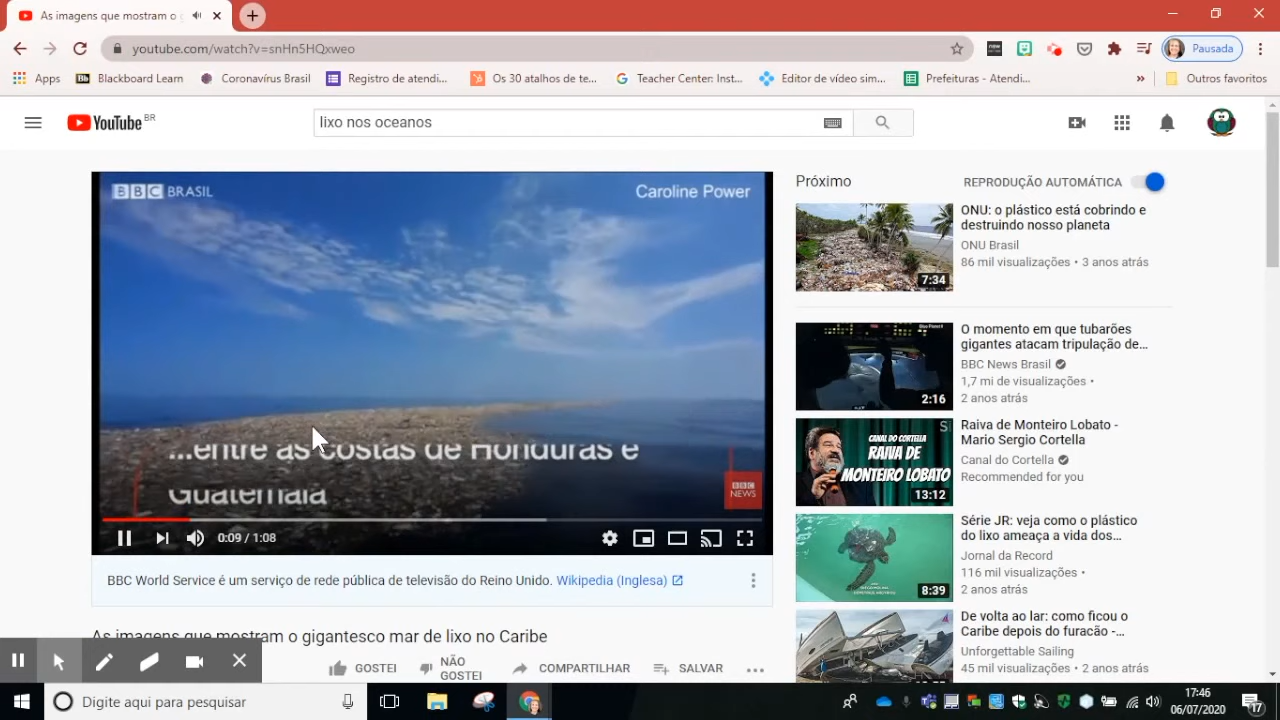 As imagens que mostram o
youtube.com/watch?v=snHn5HQxweo
Pausada
Apps
Blackboard Learn
Coronavírus Brasil
Registro de atendi...
Os 30 atalhos de te...
Teacher Center: Inst...
Editor de vídeo sim...
Prefeituras - Atendi...
»
Outros favoritos
YouTube BR
lixo nos oceanos
BBC BRASIL
Caroline Power
entre as costas de Honduras e
Guatemala
BBC
NEWS
0:09 / 1:08
BBC World Service é um serviço de rede pública de televisão do Reino Unido. Wikipedia (Inglesa)
As imagens que mostram o gigantesco mar de lixo no Caribe
GOSTEI
NÃO
GOSTEI
COMPARTILHAR
SALVAR
Próximo
REPRODUÇÃO AUTOMÁTICA
7:34
ONU: o plástico está cobrindo e
destruindo nosso planeta
ONU Brasil
86 mil visualizações • 3 anos atrás
2:16
O momento em que tubarões
gigantes atacam tripulação de...
BBC News Brasil
1,7 mi de visualizações •
2 anos atrás
CANAL DO CORTELLA
RAIVA DE
MONTEIRO LOBATO
13:12
Raiva de Monteiro Lobato -
Mario Sergio Cortella
Canal do Cortella
Recommended for you
8:39
Série JR: veja como o plástico
do lixo ameaça a vida dos...
Jornal da Record
116 mil visualizações •
2 anos atrás
De volta ao lar: como ficou o
Caribe depois do furacão -...
Unforgettable Sailing
45 mil visualizações • 2 anos atrás
Digite aqui para pesquisar
17:46
06/07/2020
17